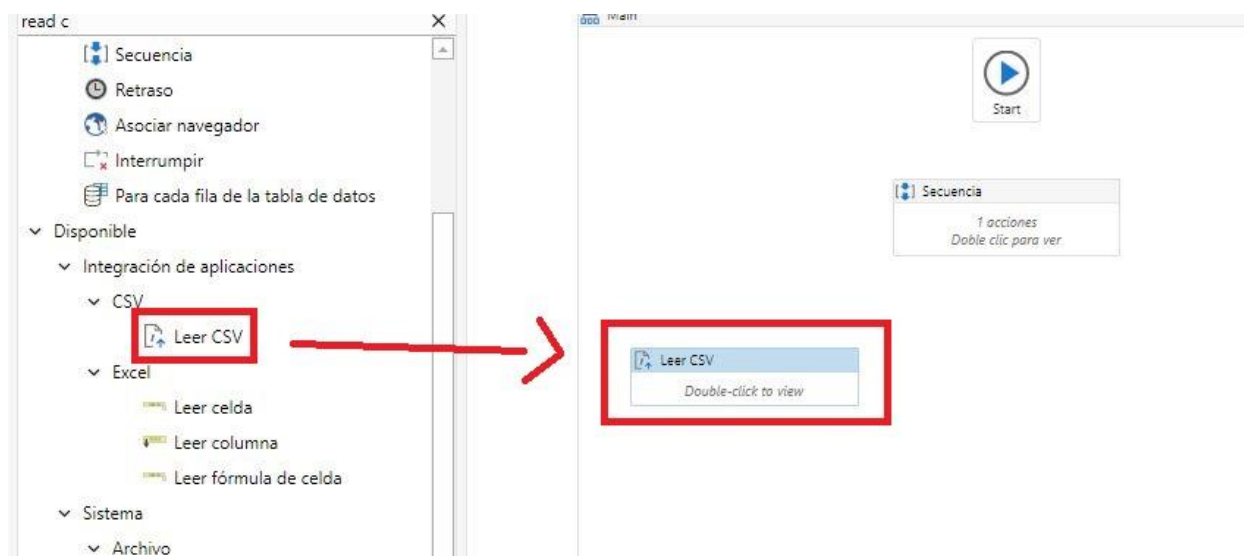 read c
Secuencia
Retraso
Asociar navegador
Interrumpir
Para cada fila de la tabla de datos
Disponible
Integración de aplicaciones
CSV
Leer CSV
Excel
Leer celda
Leer columna
Leer fórmula de celda
Sistema
Archivo
Main
Start
Secuencia
1 acciones
Doble clic para ver
Leer CSV
Double-click to view